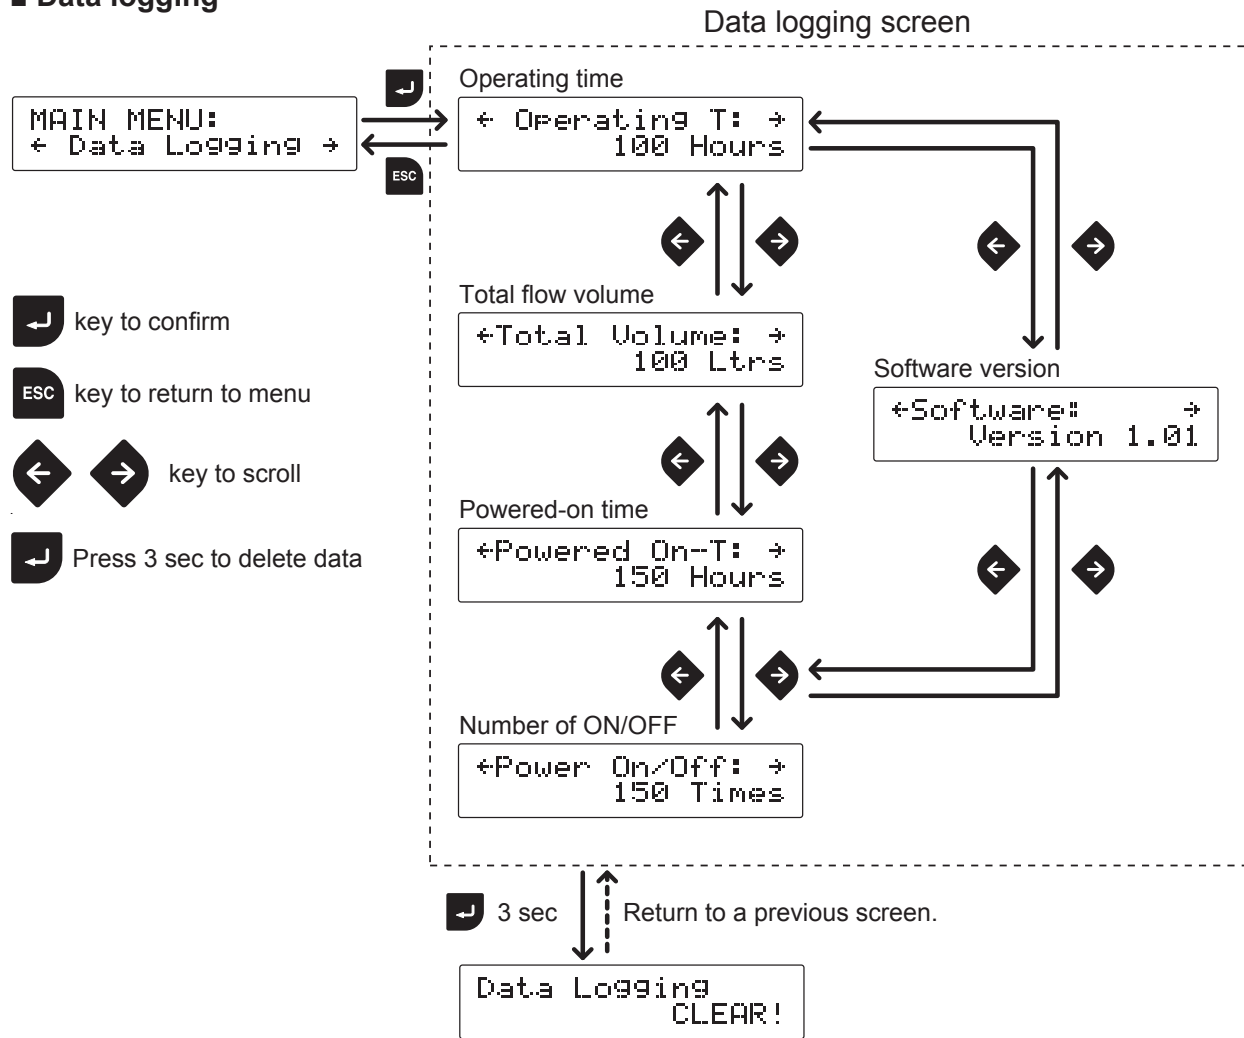 ■ Data logging
Data logging screen
Operating time
MAIN MENU:
← Data Logging →
ESC
← Operating T: →
100 Hours
Total flow volume
←Total Volume: →
100 Ltrs
key to confirm
ESC key to return to menu
key to scroll
Press 3 sec to delete data
Software version
←Software: →
Version 1.01
Powered-on time
←Powered On-T: →
150 Hours
Number of ON/OFF
←Power On/Off: →
150 Times
3 sec
Return to a previous screen.
Data Logging
CLEAR!